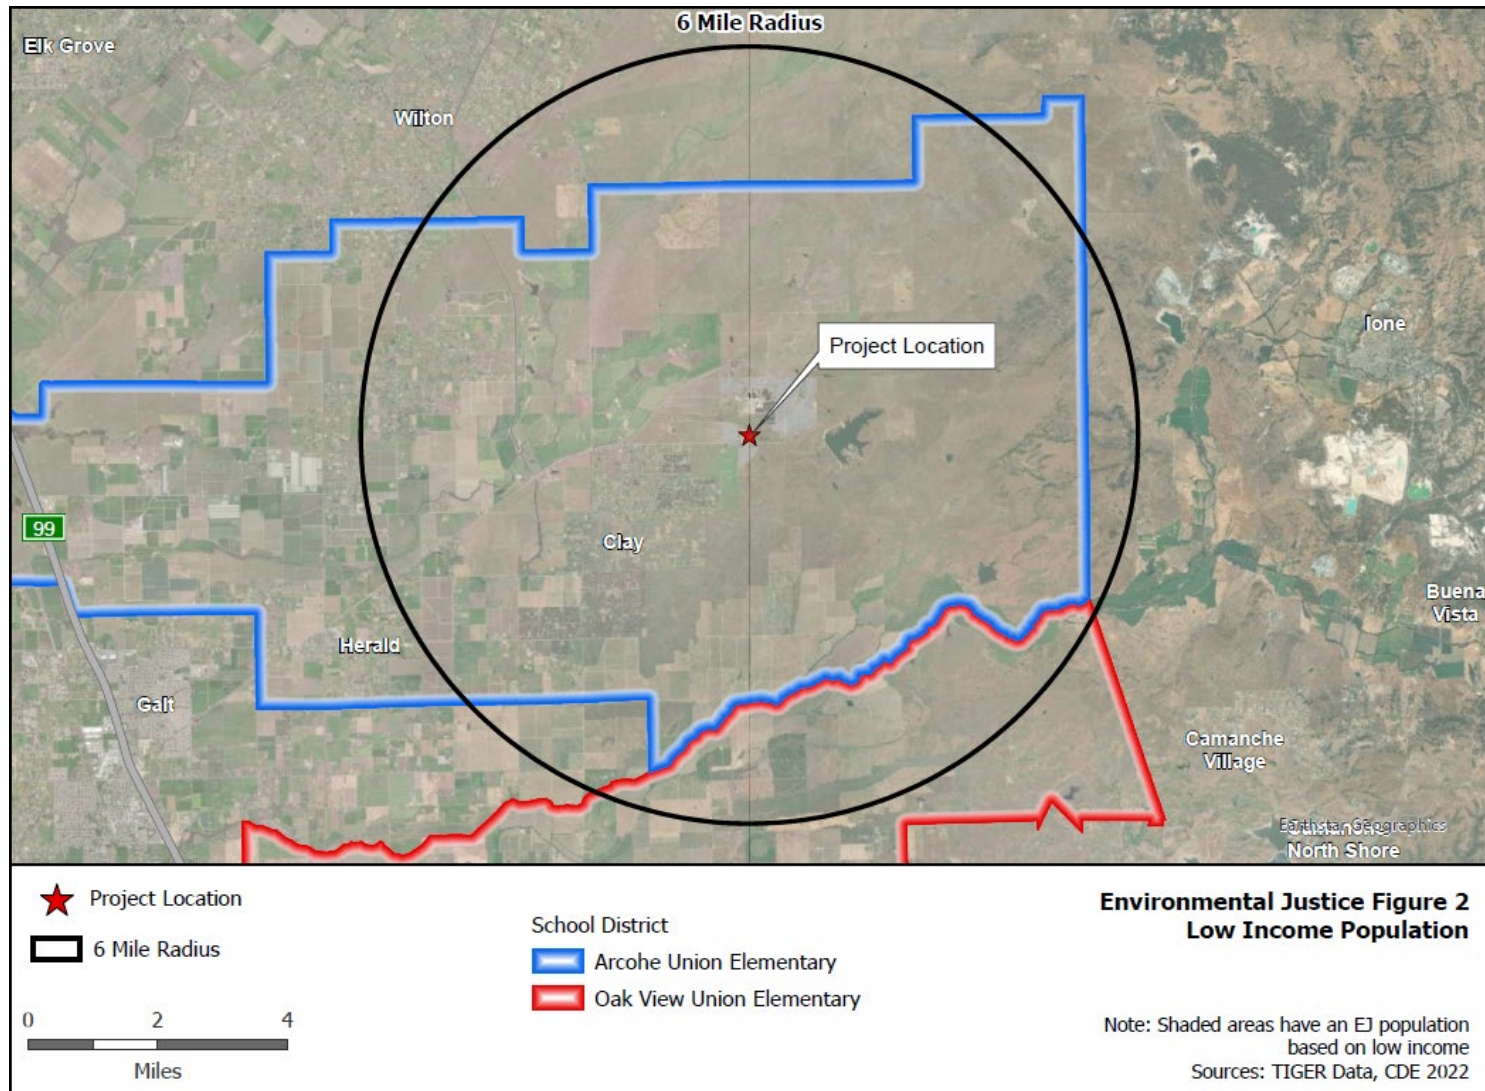 6 Mile Radius
Elk Grove
Wilton
Ione
Project Location
99
Clay
Buena
Vista
Herald
Galt
Camanche
Village
Earthstar Geographics
Camanche
North Shore
Project Location
6 Mile Radius
0 2 4
Miles
School District
Arcohe Union Elementary
Oak View Union Elementary
Environmental Justice Figure 2
Low Income Population
Note: Shaded areas have an EJ population
based on low income
Sources: TIGER Data, CDE 2022